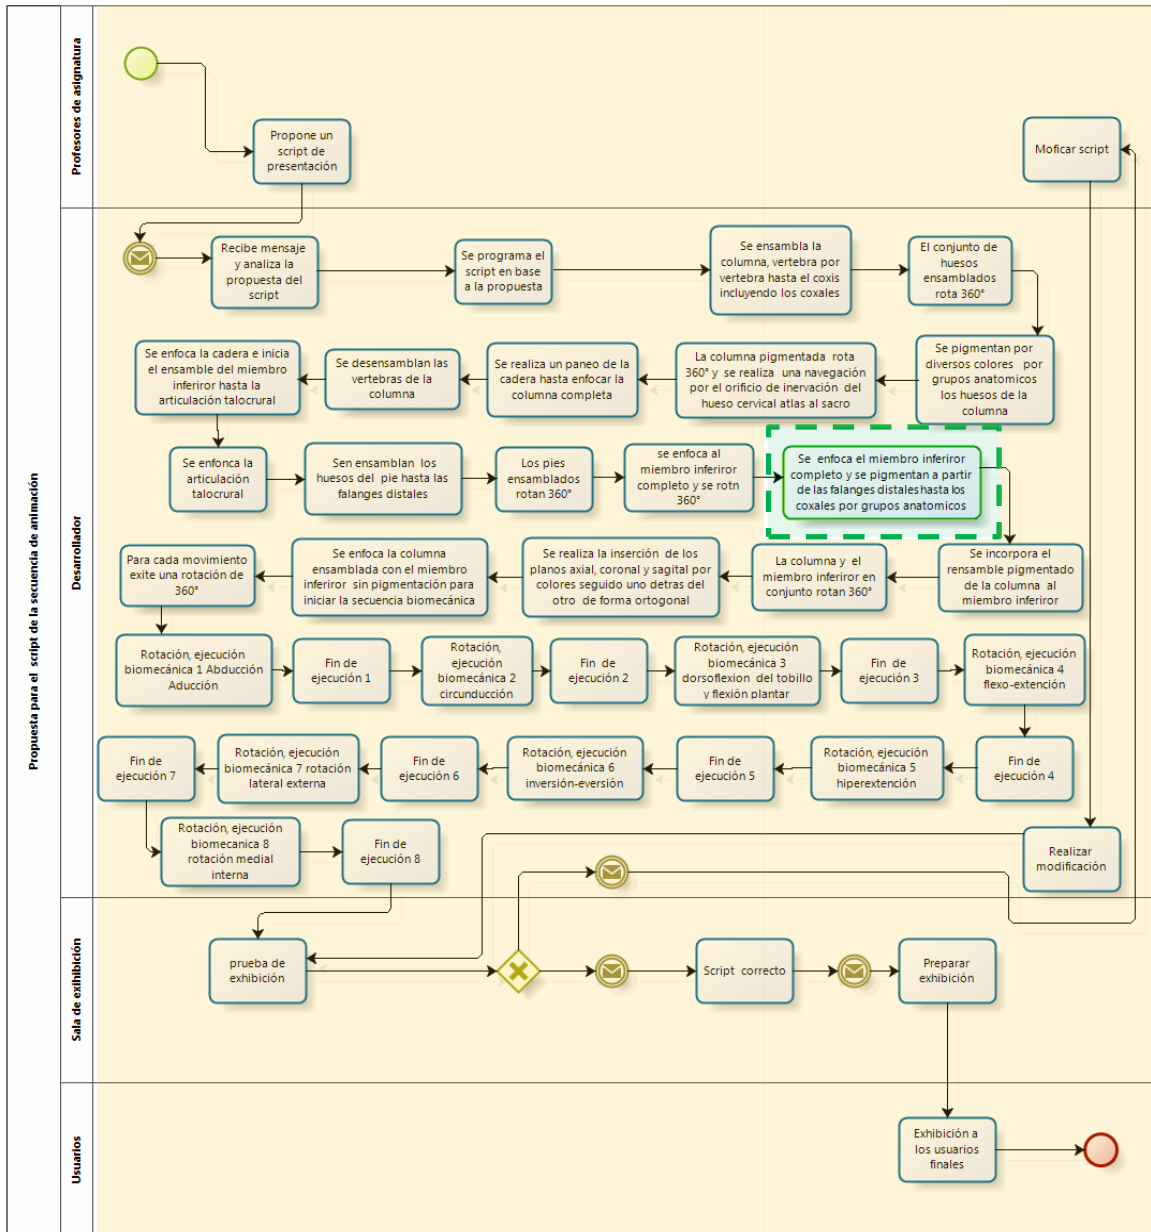 Propuesta para el script de la secuencia de animación
Profesores de asignatura
Propone un
script de
presentación
Moficar script
Desarrollador
Recibe mensaje
y analiza la
propuesta del
script
Se programa el
script en base
a la propuesta
Se ensambla la
columna, vertebra por
vertebra hasta el coxis
incluyendo los coxales
El conjunto de
huesos
ensamblados
rota 360°
Se enfoca la cadera e inicia
el ensamble del miembro
inferiror hasta la
articulación talocrural
Se desensamblan las
vertebras de la
columna
Se realiza un paneo de la
cadera hasta enfocar la
columna completa
La columna pigmentada rota
360° y se realiza una navegación
por el orificio de inervación del
hueso cervical atlas al sacro
Se pigmentan por
diversos colores por
grupos anatomicos
los huesos de la
columna
Se enfonca la
articulación
talocrural
Sen ensamblan los
huesos del pie hasta las
falanges distales
Los pies
ensamblados
rotan 360°
se enfoca al
miembro inferiror
completo y se rotn
360°
Se enfoca el miembro inferiror
completo y se pigmentan a partir
de las falanges distales hasta los
coxales por grupos anatomicos
Para cada movimiento
exite una rotación de
360°
Se enfoca la columna
ensamblada con el miembro
inferiror sin pigmentación para
iniciar la secuencia biomecánica
Se realiza la inserción de los
planos axial, coronal y sagital por
colores seguido uno detras del
otro de forma ortogonal
La columna y el
miembro inferiror en
conjunto rotan 360°
Se incorpora el
rensamble pigmentado
de la columna al
miembro inferiror
Rotación, ejecución
biomecánica 1 Abducción
Aducción
Fin de
ejecución 1
Rotación,
ejecución
biomecánica 2
circunducción
Fin de
ejecución 2
Rotación, ejecución
biomecánica 3
dorsoflexion del tobillo
y flexión plantar
Fin de
ejecución 3
Rotación, ejecución
biomecánica 4
flexo-extención
Fin de
ejecución 7
Rotación, ejecución
biomecánica 7 rotación
lateral externa
Fin de
ejecución 6
Rotación, ejecución
biomecánica 6
inversión-eversión
Fin de
ejecución 5
Rotación, ejecución
biomecánica 5
hiperextención
Fin de
ejecución 4
Rotación, ejecución
biomecanica 8
rotación medial
interna
Fin de
ejecución 8
Realizar
modificación
Sala de exhibición
prueba de
exhibición
Script correcto
Preparar
exhibición
Usuarios
Exhibición a
los usuarios
finales